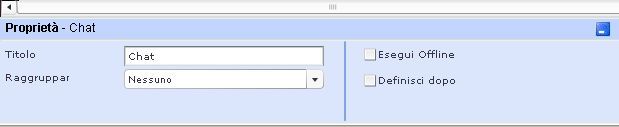 Proprietà - Chat
Titolo Chat Esegui Offline
Raggruppar Nessuno Definisci dopo